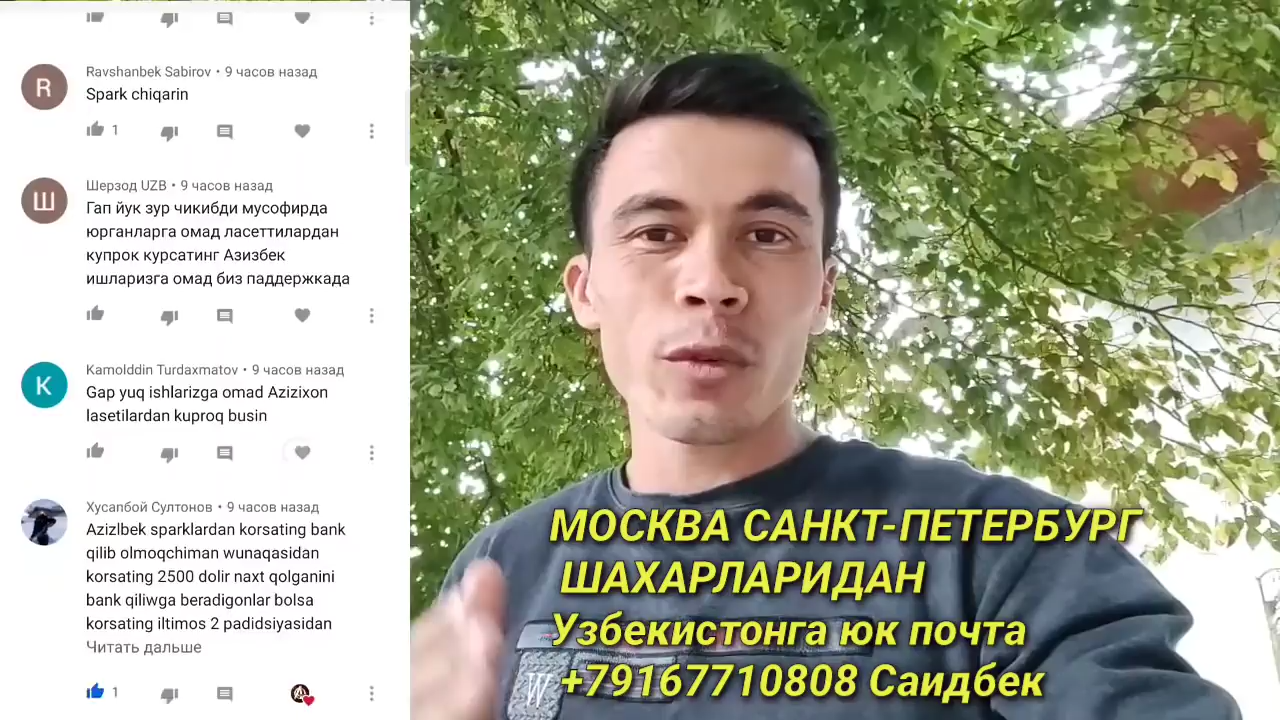 R
Ravshanbek Sabirov • 9 часов назад
Spark chiqarin
1
Ш
Шерзод UZB • 9 часов назад
Гап йук зур чикибди мусофирда
юрганларга омад ласеттилардан
купрок курсатинг Азизбек
ишларизга омад биз паддержкада
K
Kamolddin Turdaxmatov • 9 часов назад
Gap yuq ishlarizga omad Azizixon
lasetilardan kuproq busin
Хусапбой Султонов • 9 часов назад
Azizlbek sparklardan korsating bank
qilib olmoqchiman wunaqasidan
korsating 2500 dolir naxt qolganini
bank qiliwga beradigonlar bolsa
korsating iltimos 2 padidsiyasidan
Читать дальше
1
МОСКВА САНКТ-ПЕТЕРБУРГ
ШАХАРЛАРИДАН
Узбекистонга юк почта
+79167710808 Саидбек